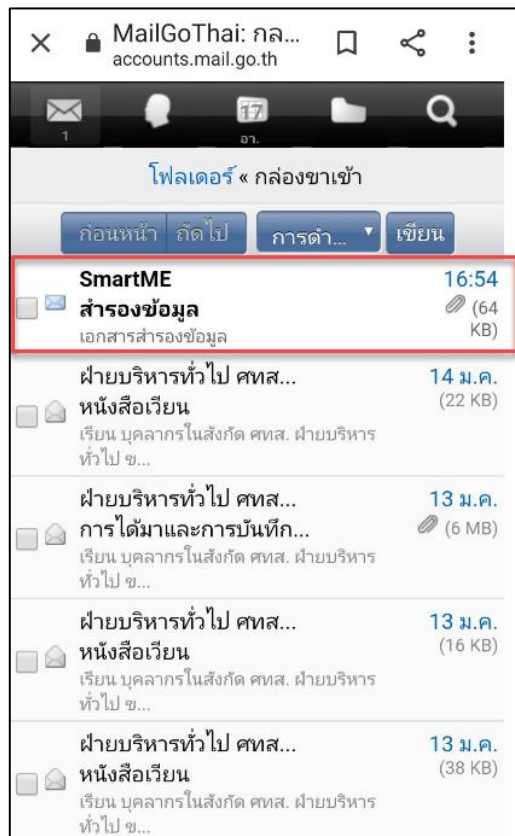 MailGoThai: กล...
accounts.mail.go.th
1
17
อา.
โฟลเดอร์ « กล่องขาเข้า
ก่อนหน้า ถัดไป การดำ... เขียน
SmartME 16:54
สำรองข้อมูล (64 KB)
เอกสารสำรองข้อมูล
ฝ่ายบริหารทั่วไป ศทส... 14 ม.ค.
หนังสือเวียน (22 KB)
เรียน บุคลากรในสังกัด ศทส. ฝ่ายบริหาร
ทั่วไป ข...
ฝ่ายบริหารทั่วไป ศทส... 13 ม.ค.
การได้มาและการบันทึก... (6 MB)
เรียน บุคลากรในสังกัด ศทส. ฝ่ายบริหาร
ทั่วไป ข...
ฝ่ายบริหารทั่วไป ศทส... 13 ม.ค.
หนังสือเวียน (16 KB)
เรียน บุคลากรในสังกัด ศทส. ฝ่ายบริหาร
ทั่วไป ข...
ฝ่ายบริหารทั่วไป ศทส... 13 ม.ค.
หนังสือเวียน (38 KB)
เรียน บุคลากรในสังกัด ศทส. ฝ่ายบริหาร
ทั่วไป ข...